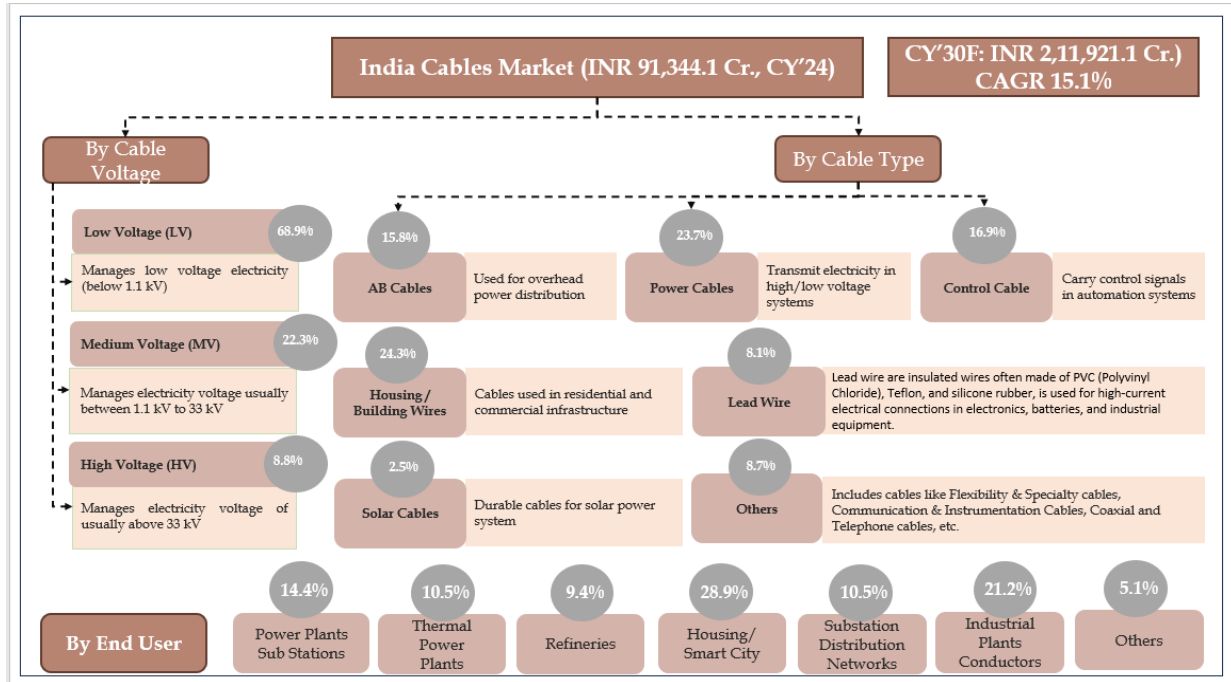 India Cables Market (INR 91,344.1 Cr., CY’24)
CY’30F: INR 2,11,921.1 Cr.)
CAGR 15.1%
By Cable
Voltage
By Cable Type
Low Voltage (LV)
68.9%
Manages low voltage electricity
(below 1.1 kV)
Medium Voltage (MV)
22.3%
Manages electricity voltage usually
between 1.1 kV to 33 kV
High Voltage (HV)
8.8%
Manages electricity voltage of
usually above 33 kV
15.8%
AB Cables
Used for overhead
power distribution
23.7%
Power Cables
Transmit electricity in
high/low voltage
systems
16.9%
Control Cable
Carry control signals
in automation systems
24.3%
Housing /
Building Wires
Cables used in residential and
commercial infrastructure
8.1%
Lead Wire
Lead wire are insulated wires often made of PVC (Polyvinyl
Chloride), Teflon, and silicone rubber, is used for high-current
electrical connections in electronics, batteries, and industrial
equipment.
2.5%
Solar Cables
Durable cables for solar power
system
8.7%
Others
Includes cables like Flexibility & Specialty cables,
Communication & Instrumentation Cables, Coaxial and
Telephone cables, etc.
By End User
14.4%
Power Plants
Sub Stations
10.5%
Thermal
Power
Plants
9.4%
Refineries
28.9%
Housing/
Smart City
10.5%
Substation
Distribution
Networks
21.2%
Industrial
Plants
Conductors
5.1%
Others